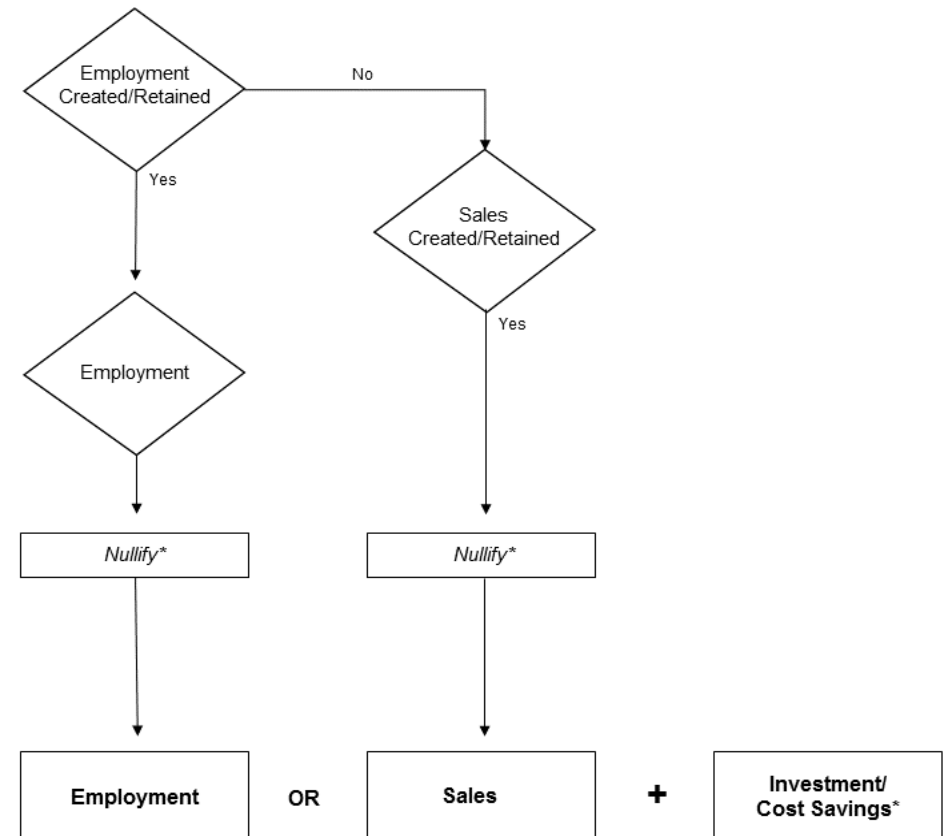 Employment
Created/Retained
No
Yes
Sales
Created/Retained
Yes
Employment
Nullify*
Nullify*
Employment
OR
Sales
+
Investment/
Cost Savings*